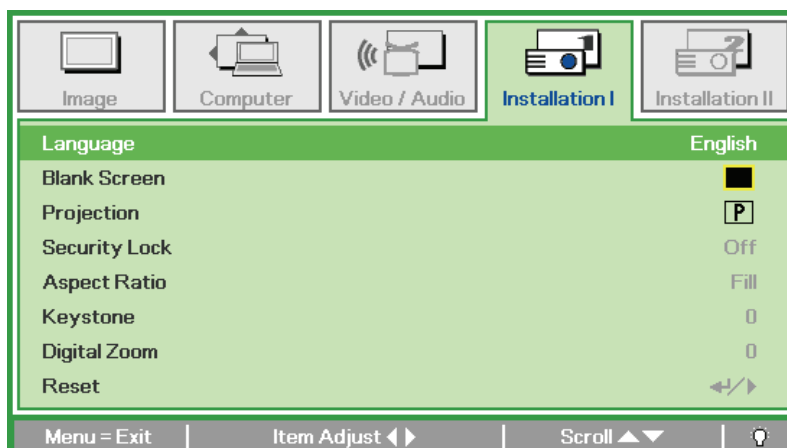 Image Computer Video / Audio Installation I Installation II
Language English
Blank Screen
Projection P
Security Lock Off
Aspect Ratio Fill
Keystone 0
Digital Zoom 0
Reset
Menu = Exit Item Adjust Scroll